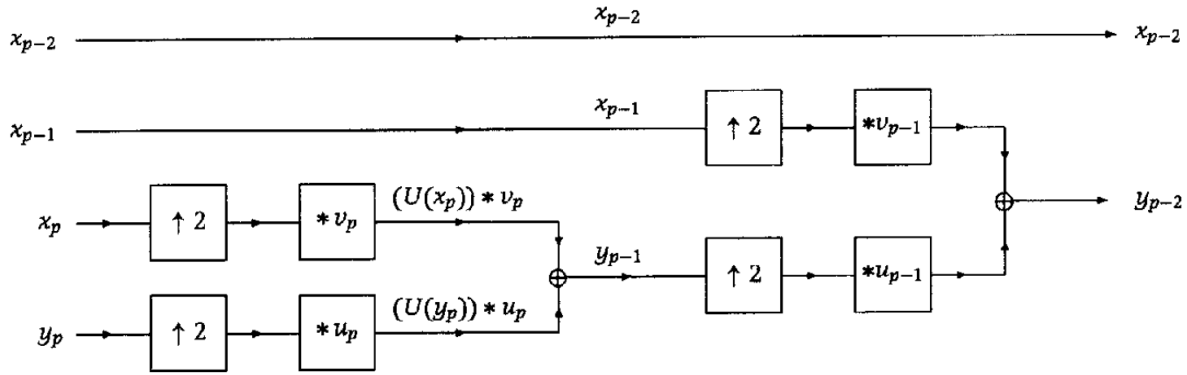 x_{p-2}
x_{p-2} x_{p-2}
x_{p-1}
x_{p-1} ↑ 2 *v_{p-1}
(U(x_p)) * v_p
x_p ↑ 2 * v_p
y_{p-2}
y_{p-1}
↑ 2 *u_{p-1}
(U(y_p)) * u_p
y_p ↑ 2 * u_p